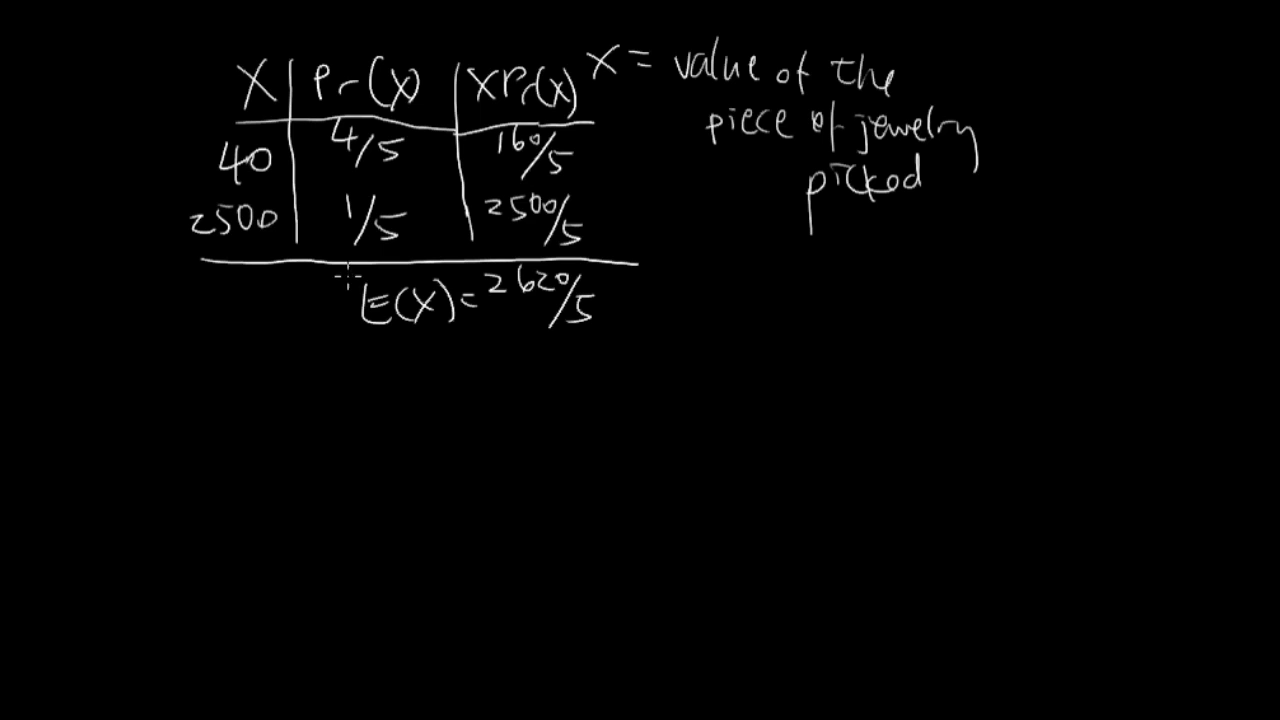 X Pr(X) XPr(X) X = value of the
40 4/5 160/5 piece of jewelry
picked
2500 1/5 2500/5
E(X) = 2620/5